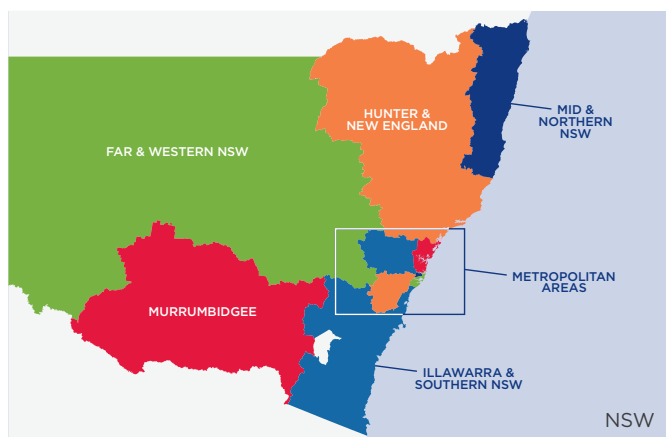 HUNTER &
NEW ENGLAND
MID &
NORTHERN
NSW
FAR & WESTERN NSW
METROPOLITAN
AREAS
MURRUMBIDGEE
ILLAWARRA &
SOUTHERN NSW
NSW